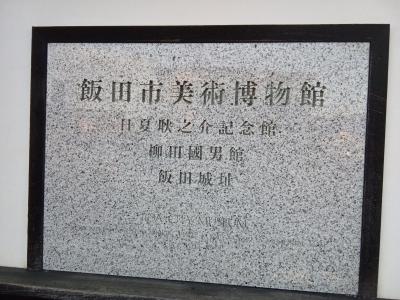 飯田市美術博物館
日夏耿之介記念館
柳田國男館
飯田城址